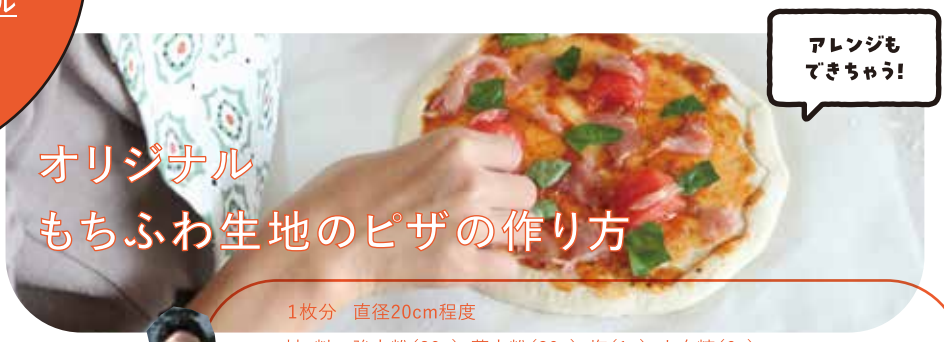 ル
アレンジも
できちゃう!
オリジナル
もちふわ生地のピザの作り方
1枚分 直径20cm程度